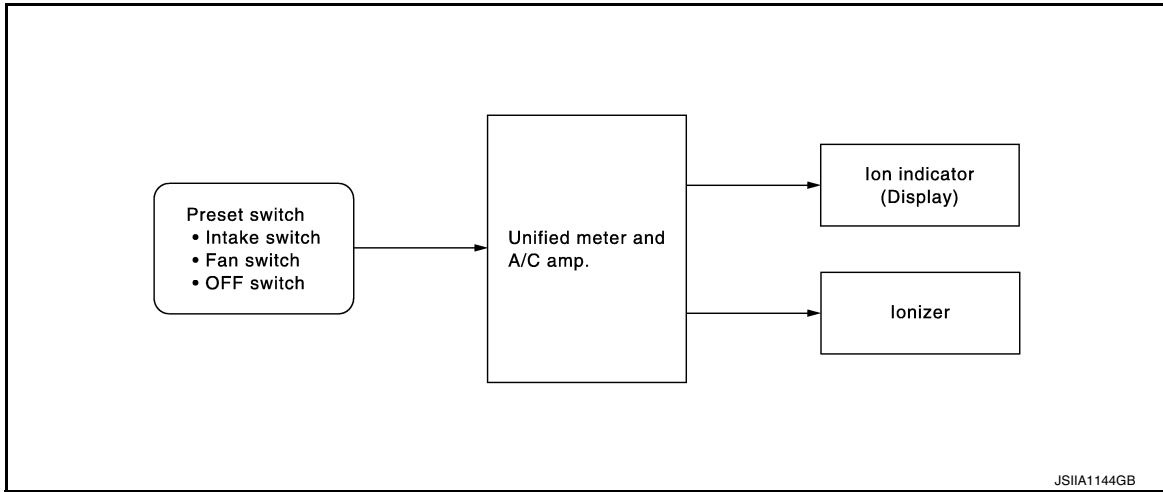 Preset switch
• Intake switch
• Fan switch
• OFF switch
Unified meter and
A/C amp.
Ion indicator
(Display)
Ionizer
JSIIA1144GB